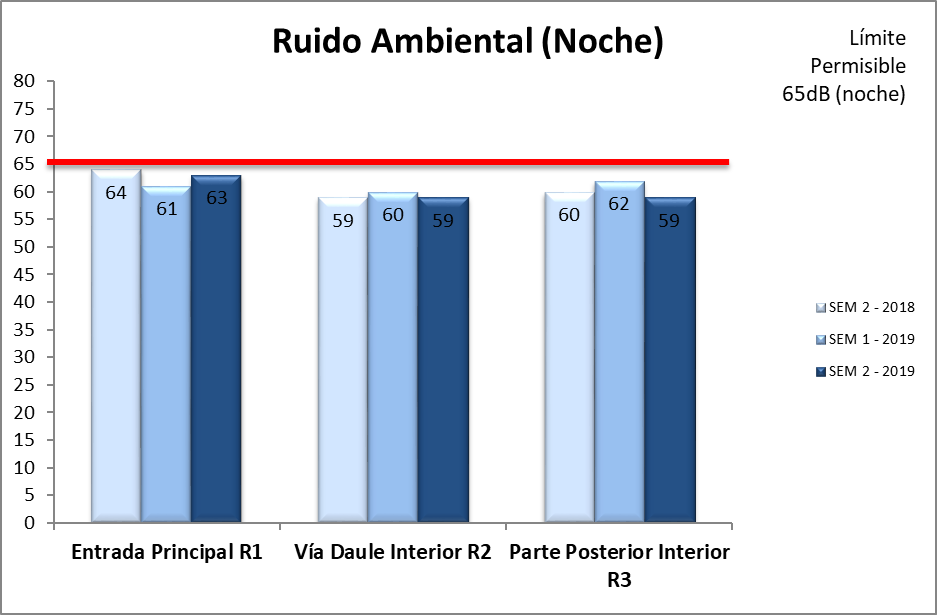 Ruido Ambiental (Noche)
Límite
Permisible
65dB (noche)
80
75
70
65
60
55
50
45
40
35
30
25
20
15
10
5
0
64
61
63
59
60
59
60
62
59
Entrada Principal R1
Vía Daule Interior R2
Parte Posterior Interior
R3
SEM 2 - 2018
SEM 1 - 2019
SEM 2 - 2019